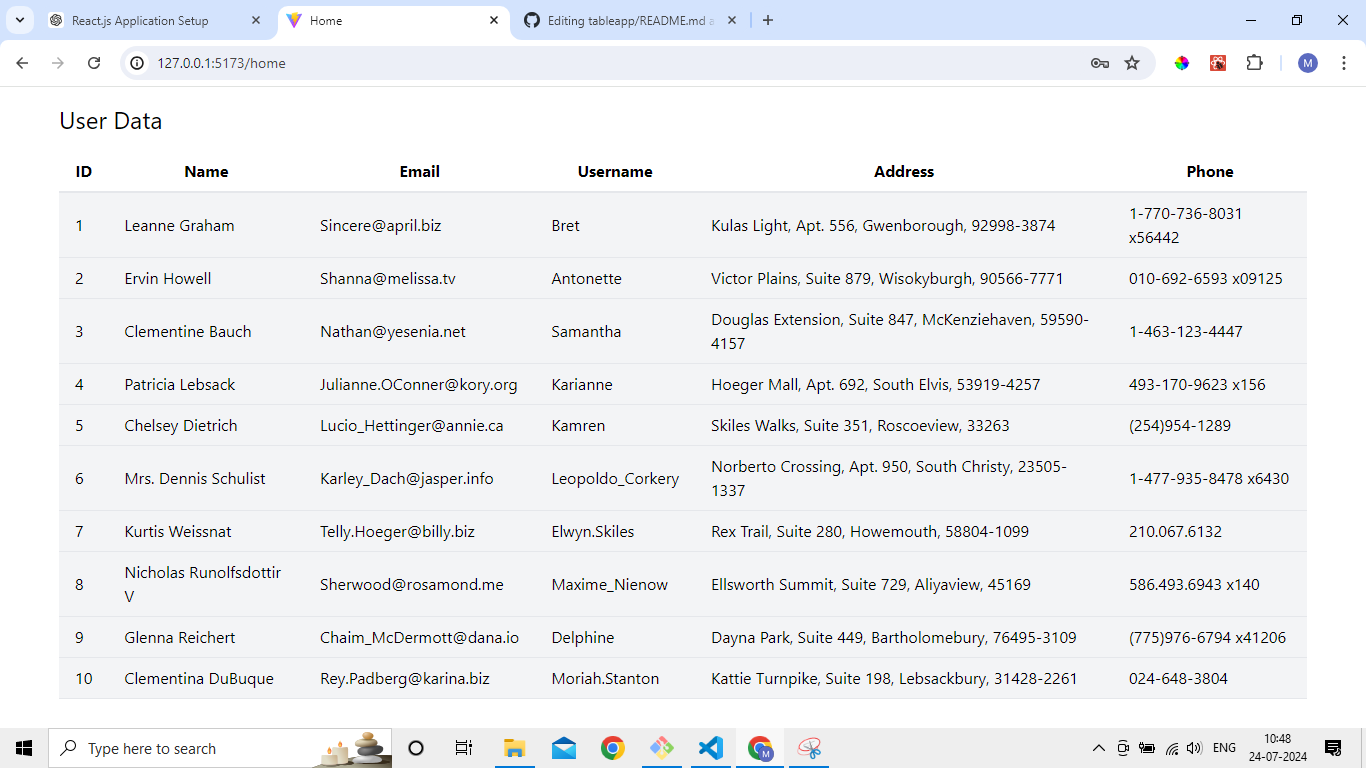 React.js Application Setup
Home
Editing tableapp/README.md a
127.0.0.1:5173/home
M
User Data
ID Name Email Username Address Phone
1 Leanne Graham Sincere@april.biz Bret Kulas Light, Apt. 556, Gwenborough, 92998-3874 1-770-736-8031
x56442
2 Ervin Howell Shanna@melissa.tv Antonette Victor Plains, Suite 879, Wisokyburgh, 90566-7771 010-692-6593 x09125
3 Clementine Bauch Nathan@yesenia.net Samantha Douglas Extension, Suite 847, McKenziehaven, 59590-
4157 1-463-123-4447
4 Patricia Lebsack Julianne.OConner@kory.org Karianne Hoeger Mall, Apt. 692, South Elvis, 53919-4257 493-170-9623 x156
5 Chelsey Dietrich Lucio_Hettinger@annie.ca Kamren Skiles Walks, Suite 351, Roscoeview, 33263 (254)954-1289
6 Mrs. Dennis Schulist Karley_Dach@jasper.info Leopoldo_Corkery Norberto Crossing, Apt. 950, South Christy, 23505-
1337 1-477-935-8478 x6430
7 Kurtis Weissnat Telly.Hoeger@billy.biz Elwyn.Skiles Rex Trail, Suite 280, Howemouth, 58804-1099 210.067.6132
8 Nicholas Runolfsdottir
V Sherwood@rosamond.me Maxime_Nienow Ellsworth Summit, Suite 729, Aliyaview, 45169 586.493.6943 x140
9 Glenna Reichert Chaim_McDermott@dana.io Delphine Dayna Park, Suite 449, Bartholomebury, 76495-3109 (775)976-6794 x41206
10 Clementina DuBuque Rey.Padberg@karina.biz Moriah.Stanton Kattie Turnpike, Suite 198, Lebsackbury, 31428-2261 024-648-3804
Type here to search
M
ENG
10:48
24-07-2024